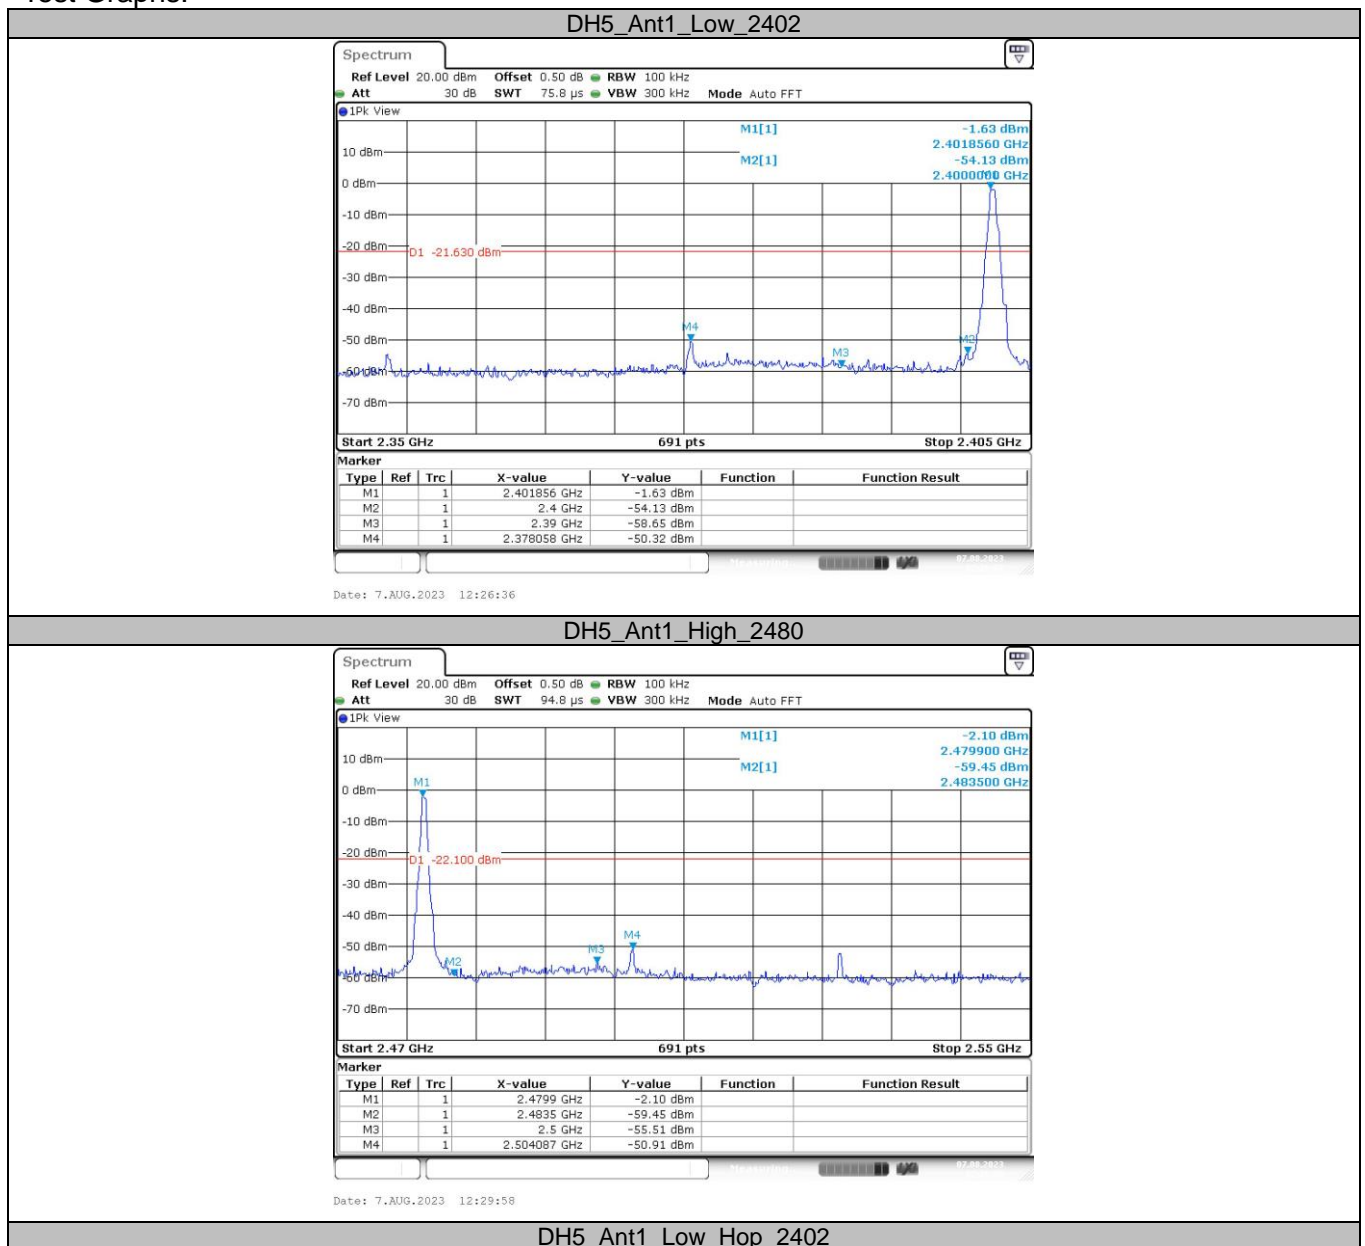 Test Graphs:
DH5_Ant1_Low_2402
Spectrum
Ref Level 20.00 dBm Offset 0.50 dB RBW 100 kHz
Att 30 dB SWT 75.8 µs VBW 300 kHz Mode Auto FFT
1Pk View
M1[1] -1.63 dBm
2.4018560 GHz
10 dBm
M2[1] -54.13 dBm
2.4000000 GHz
0 dBm
-10 dBm
-20 dBm
D1 -21.630 dBm
-30 dBm
-40 dBm
M4
-50 dBm
M2
M3
-60 dBm
-70 dBm
Start 2.35 GHz 691 pts Stop 2.405 GHz
Marker
Type Ref Trc X-value Y-value Function Function Result
M1 1 2.401856 GHz -1.63 dBm
M2 1 2.4 GHz -54.13 dBm
M3 1 2.39 GHz -58.65 dBm
M4 1 2.378058 GHz -50.32 dBm
Measuring 07.08.2023
Date: 7.AUG.2023 12:26:36
DH5_Ant1_High_2480
Spectrum
Ref Level 20.00 dBm Offset 0.50 dB RBW 100 kHz
Att 30 dB SWT 94.8 µs VBW 300 kHz Mode Auto FFT
1Pk View
M1[1] -2.10 dBm
2.479900 GHz
10 dBm
M2[1] -59.45 dBm
2.483500 GHz
M1
0 dBm
-10 dBm
-20 dBm
D1 -22.100 dBm
-30 dBm
-40 dBm
M4
-50 dBm
M3
M2
-60 dBm
-70 dBm
Start 2.47 GHz 691 pts Stop 2.55 GHz
Marker
Type Ref Trc X-value Y-value Function Function Result
M1 1 2.4799 GHz -2.10 dBm
M2 1 2.4835 GHz -59.45 dBm
M3 1 2.5 GHz -55.51 dBm
M4 1 2.504087 GHz -50.91 dBm
Measuring 07.08.2023
Date: 7.AUG.2023 12:29:58
DH5_Ant1_Low_Hop_2402